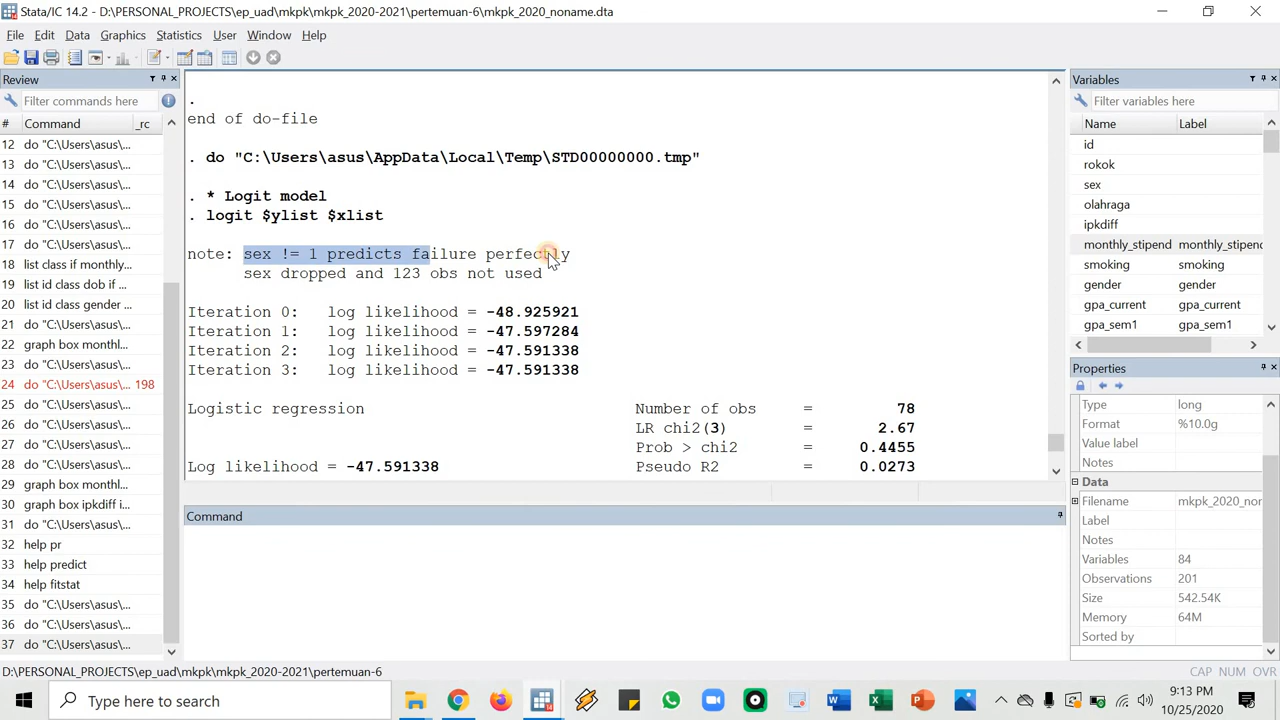 Stata/IC 14.2 - D:\PERSONAL_PROJECTS\ep_uad\mkpk_2020-2021\pertemuan-6\mkpk_2020_noname.dta
File Edit Data Graphics Statistics User Window Help
Review
Filter commands here
# Command _rc
12 do "C:\Users\asus\...
13 do "C:\Users\asus\...
14 do "C:\Users\asus\...
15 do "C:\Users\asus\...
16 do "C:\Users\asus\...
17 do "C:\Users\asus\...
18 list class if monthly...
19 list class dob if ...
20 list id class gender ...
21 do "C:\Users\asus\...
22 graph box monthl...
23 do "C:\Users\asus\...
24 do "C:\Users\asus\... 198
25 do "C:\Users\asus\...
26 do "C:\Users\asus\...
27 do "C:\Users\asus\...
28 do "C:\Users\asus\...
29 graph box monthl...
30 graph box ipkdiff i...
31 do "C:\Users\asus\...
32 help pr
33 help predict
34 help fitstat
35 do "C:\Users\asus\...
36 do "C:\Users\asus\...
37 do "C:\Users\asus\...
.
end of do-file
. do "C:\Users\asus\AppData\Local\Temp\STD00000000.tmp"
. * Logit model
. logit $ylist $xlist
note: sex != 1 predicts failure perfectly
sex dropped and 123 obs not used
Iteration 0: log likelihood = -48.925921
Iteration 1: log likelihood = -47.597284
Iteration 2: log likelihood = -47.591338
Iteration 3: log likelihood = -47.591338
Logistic regression Number of obs = 78
LR chi2(3) = 2.67
Prob > chi2 = 0.4455
Log likelihood = -47.591338 Pseudo R2 = 0.0273
Command
Variables
Filter variables here
Name Label
id
rokok
sex
olahraga
ipkdiff
monthly_stipend monthly_stipend
smoking smoking
gender gender
gpa_current gpa_current
gpa_sem1 gpa_sem1
Properties
Type long
Format %10.0g
Value label
Notes
Data
Filename mkpk_2020_nor
Label
Notes
Variables 84
Observations 201
Size 542.54K
Memory 64M
Sorted by
D:\PERSONAL_PROJECTS\ep_uad\mkpk_2020-2021\pertemuan-6
CAP NUM OVR
Type here to search
9:13 PM
10/25/2020